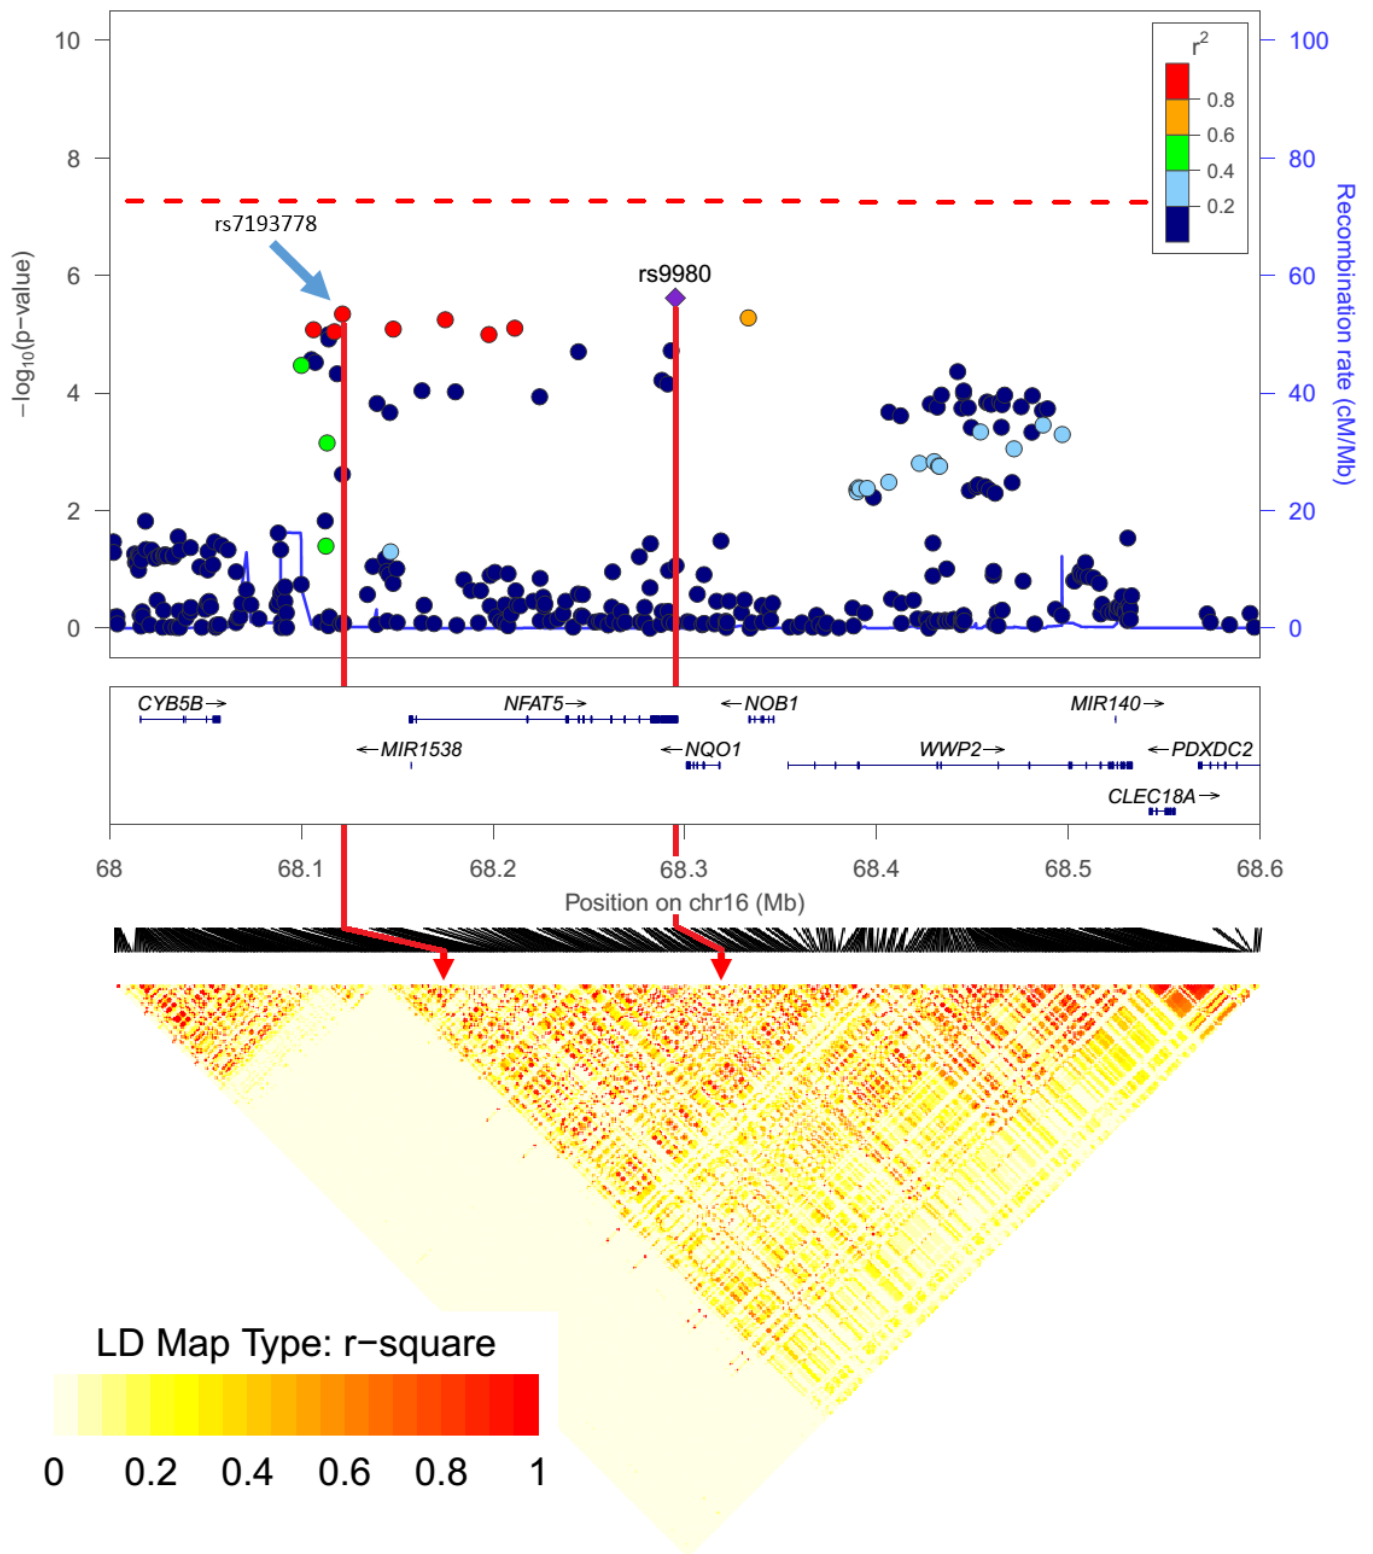 10
100
r2
0.8
0.6
0.4
0.2
8
80
rs7193778
rs9980
6
60
−log10(p−value)
Recombination rate (cM/Mb)
4
40
2
20
0
0
CYB5B→
NFAT5→
←NOB1
MIR140→
←MIR1538
←NQO1
WWP2→
←PDXDC2
CLEC18A→
68
68.1
68.2
68.3
68.4
68.5
68.6
Position on chr16 (Mb)
LD Map Type: r−square
0
0.2
0.4
0.6
0.8
1